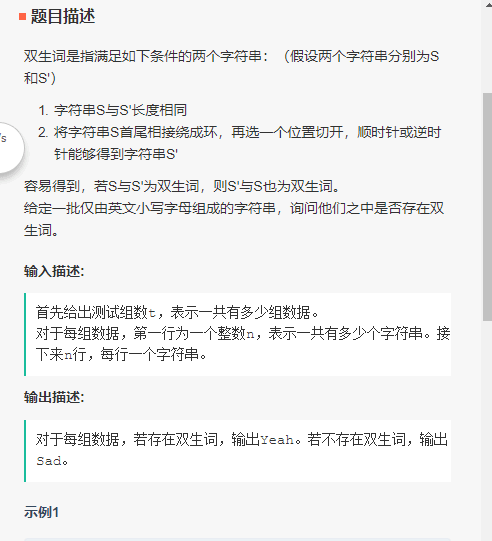 题目描述
双生词是指满足如下条件的两个字符串：（假设两个字符串分别为S
和S'）
1. 字符串S与S'长度相同
2. 将字符串S首尾相接绕成环，再选一个位置切开，顺时针或逆时
针能够得到字符串S'
's
容易得到，若S与S'为双生词，则S'与S也为双生词。
给定一批仅由英文小写字母组成的字符串，询问他们之中是否存在双
生词。
输入描述:
首先给出测试组数t，表示一共有多少组数据。
对于每组数据，第一行为一个整数n，表示一共有多少个字符串。接
下来n行，每行一个字符串。
输出描述:
对于每组数据，若存在双生词，输出Yeah。若不存在双生词，输出
Sad。
示例1